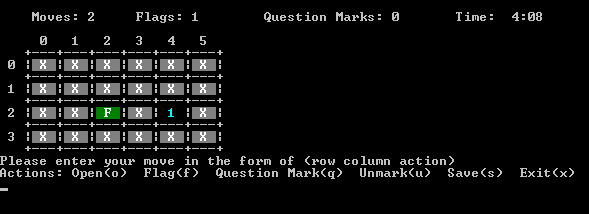 Moves: 2 Flags: 1 Question Marks: 0 Time: 4:08
0 1 2 3 4 5
+---+---+---+---+---+---+
0 ¦ X ¦ X ¦ X ¦ X ¦ X ¦ X ¦
+---+---+---+---+---+---+
1 ¦ X ¦ X ¦ X ¦ X ¦ X ¦ X ¦
+---+---+---+---+---+---+
2 ¦ X ¦ X ¦ F ¦ X ¦ 1 ¦ X ¦
+---+---+---+---+---+---+
3 ¦ X ¦ X ¦ X ¦ X ¦ X ¦ X ¦
+---+---+---+---+---+---+
Please enter your move in the form of (row column action)
Actions: Open(o) Flag(f) Question Mark(q) Unmark(u) Save(s) Exit(x)